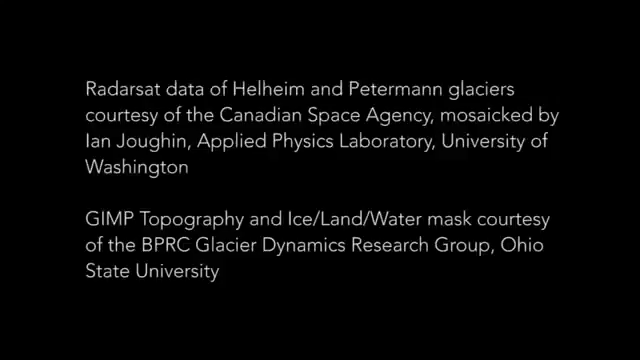 Radarsat data of Helheim and Petermann glaciers
courtesy of the Canadian Space Agency, mosaicked by
Ian Joughin, Applied Physics Laboratory, University of
Washington
GIMP Topography and Ice/Land/Water mask courtesy
of the BPRC Glacier Dynamics Research Group, Ohio
State University